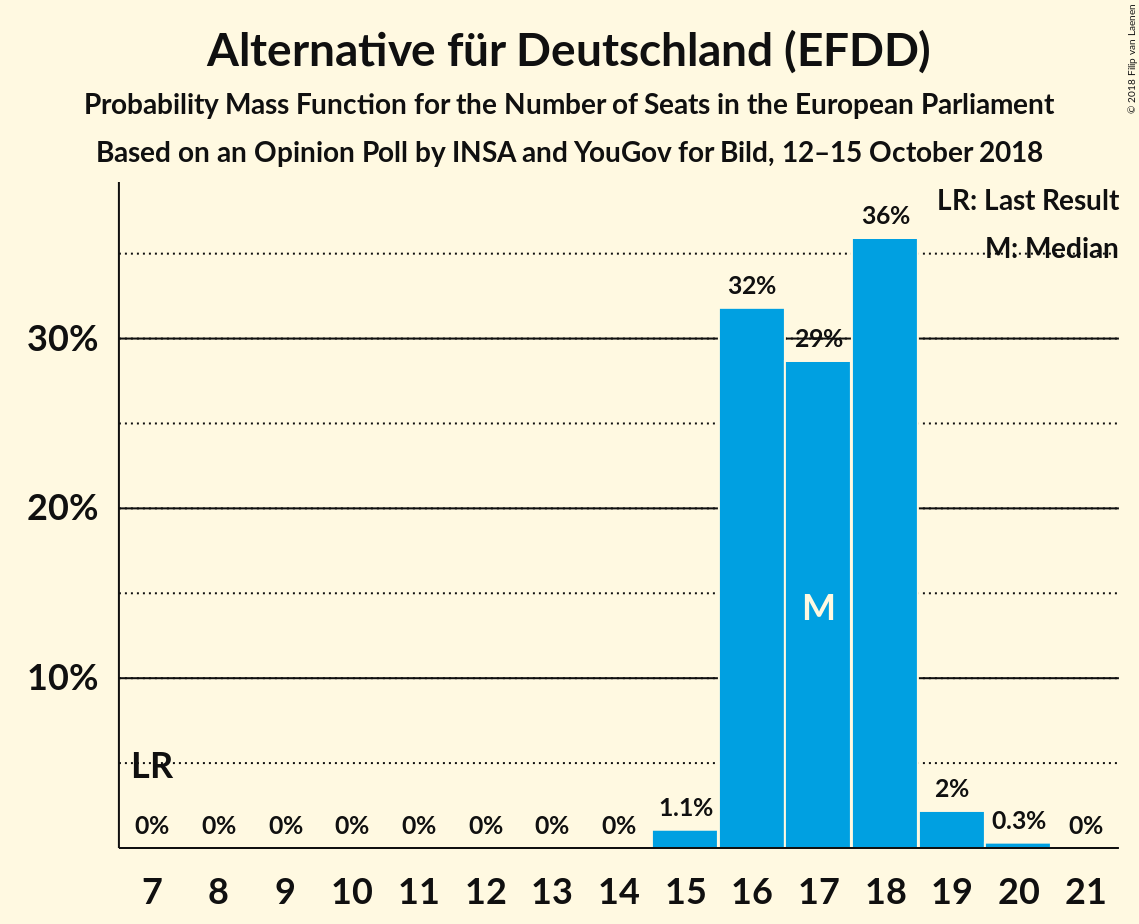 Alternative für Deutschland (EFDD)
Probability Mass Function for the Number of Seats in the European Parliament
Based on an Opinion Poll by INSA and YouGov for Bild, 12–15 October 2018
© 2018 Filip van Laenen
LR: Last Result
M: Median
36%
32%
30%
29%
20%
M
10%
LR
0% 0% 0% 0% 0% 0% 0% 0% 1.1% 2% 0.3% 0%
7 8 9 10 11 12 13 14 15 16 17 18 19 20 21